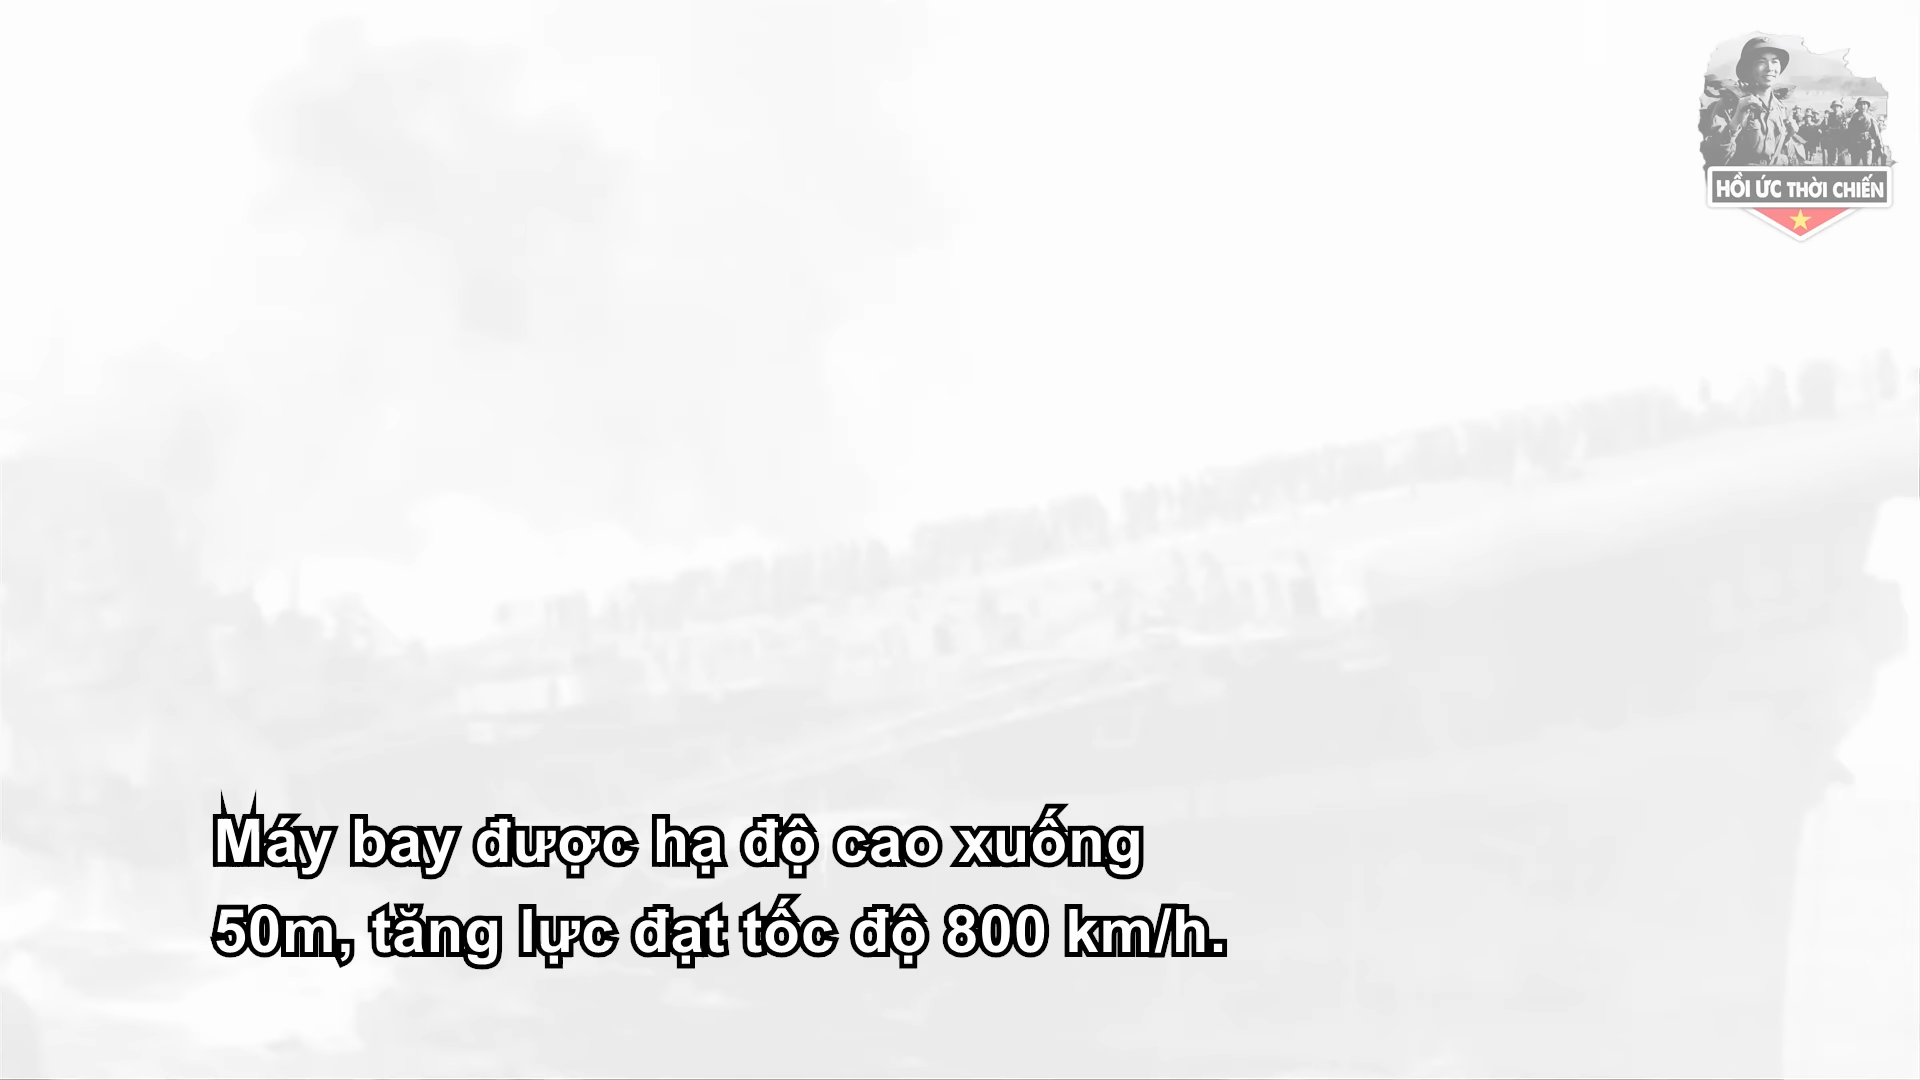 HỒI ỨC THỜI CHIẾN
Máy bay được hạ độ cao xuống
50m, tăng lực đạt tốc độ 800 km/h.